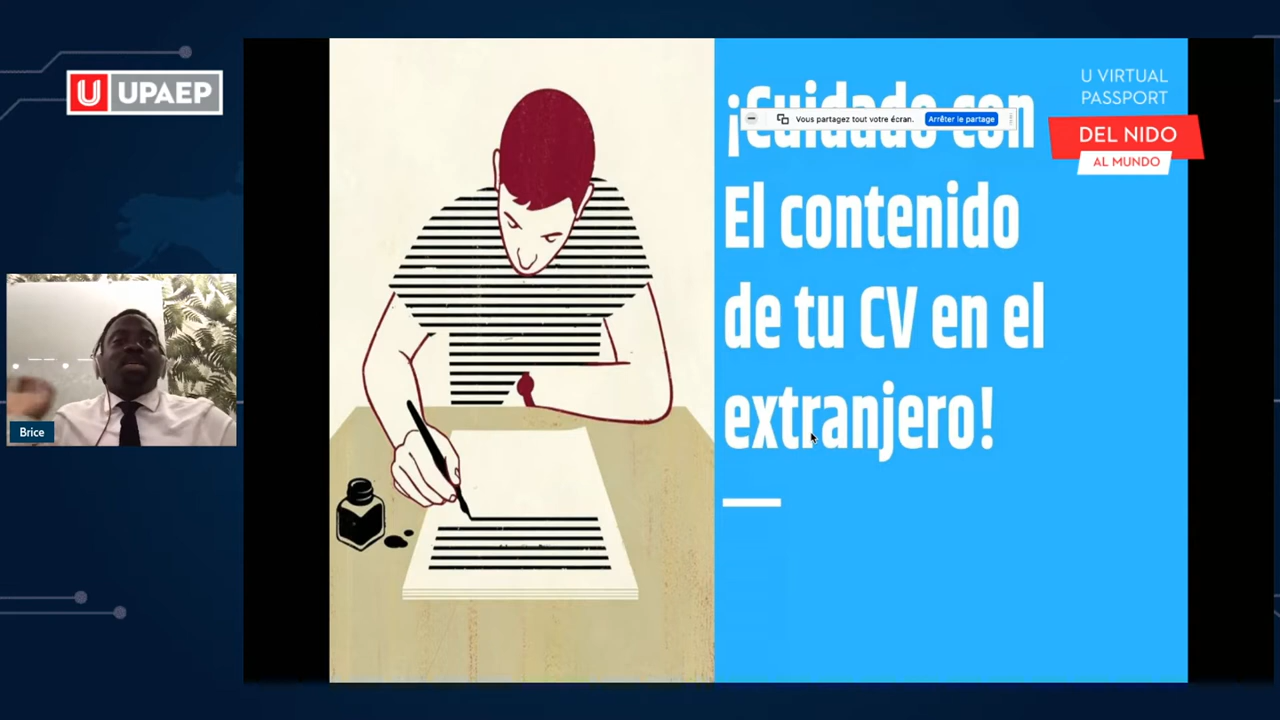 U UPAEP
Brice
¡Cuidado con
El contenido
de tu CV en el
extranjero!
Vous partagez tout votre écran.
Arrêter le partage
U VIRTUAL
PASSPORT
DEL NIDO
AL MUNDO